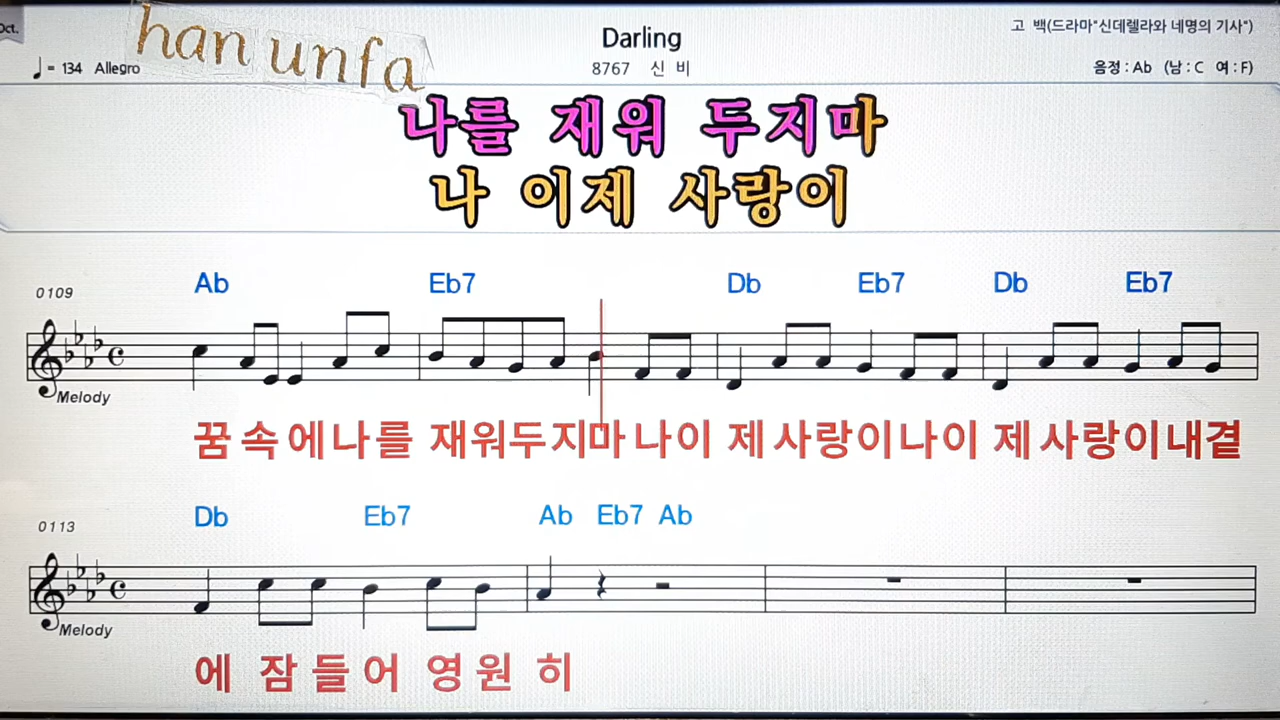 Oct.
han unfa
Darling
고 백(드라마"신데렐라와 네명의 기사")
♩= 134 Allegro
8767 신 비
음정 : Ab (남 : C 여 : F)
나를 재워 두지마
나 이제 사랑이
Ab Eb7 Db Eb7 Db Eb7
0109
Melody
꿈 속 에 나 를 재워두지마 나 이 제 사랑이 나 이 제 사랑이 내곁
Db Eb7 Ab Eb7 Ab
0113
Melody
에 잠 들 어 영 원 히